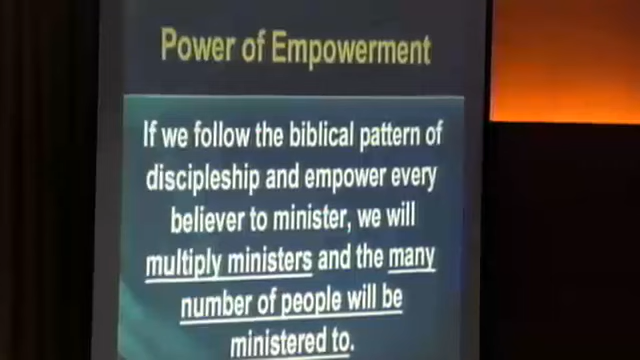 Power of Empowerment
If we follow the biblical pattern of
discipleship and empower every
believer to minister, we will
multiply ministers and the many
number of people will be
ministered to.